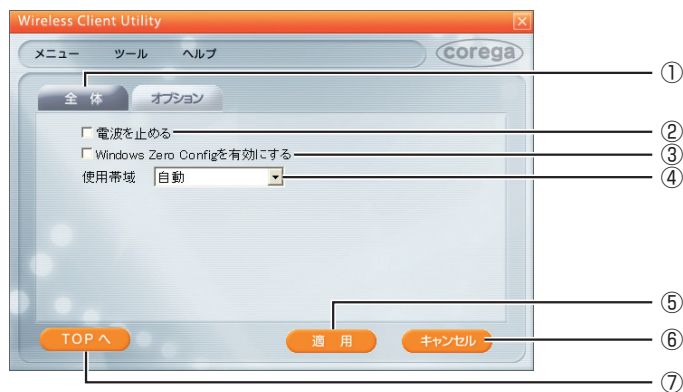 Wireless Client Utility
メニュー ツール ヘルプ
corega
①
全 体 オプション
電波を止める
②
Windows Zero Configを有効にする
③
使用帯域 自動
④
⑤
TOPへ 適 用 キャンセル
⑥
⑦